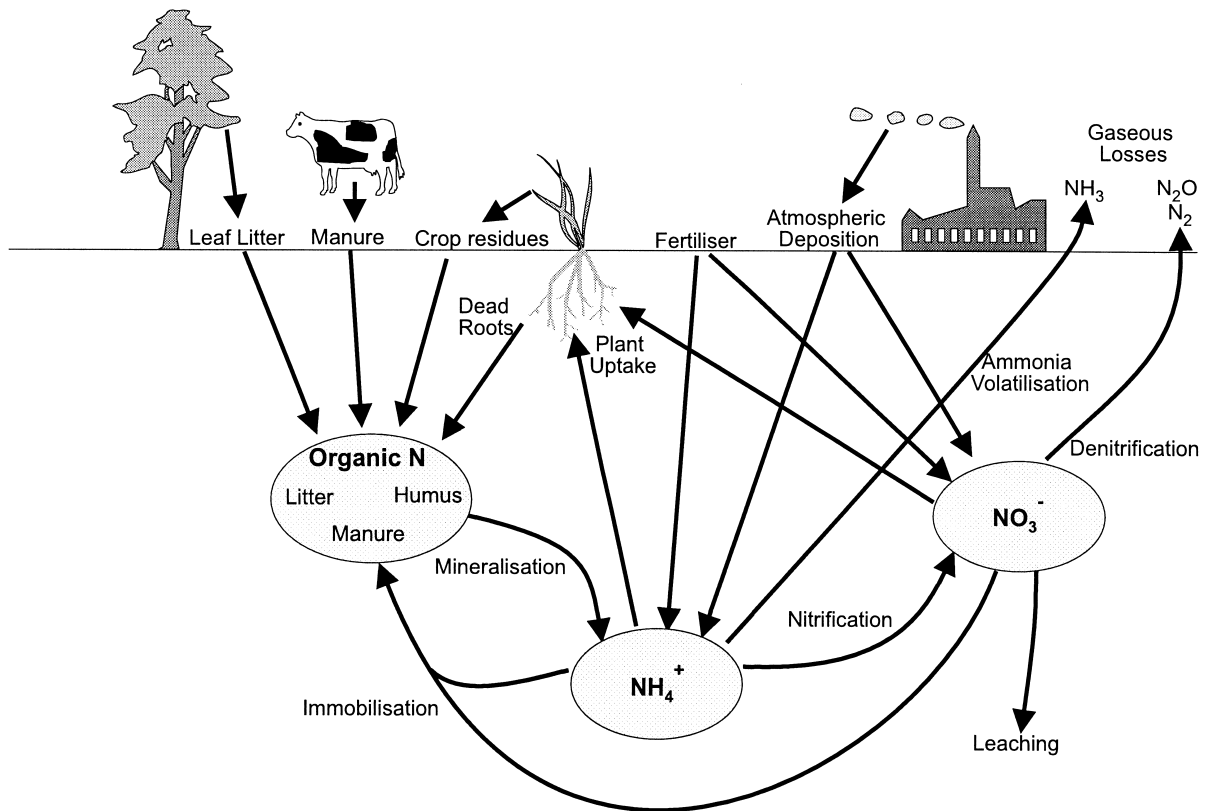 Gaseous
Losses
NH₃
N₂O
N₂
Leaf Litter
Manure
Crop residues
Fertiliser
Atmospheric
Deposition
Dead
Roots
Plant
Uptake
Ammonia
Volatilisation
Denitrification
Organic N
Litter
Humus
Manure
NO₃⁻
Mineralisation
Nitrification
NH₄⁺
Immobilisation
Leaching